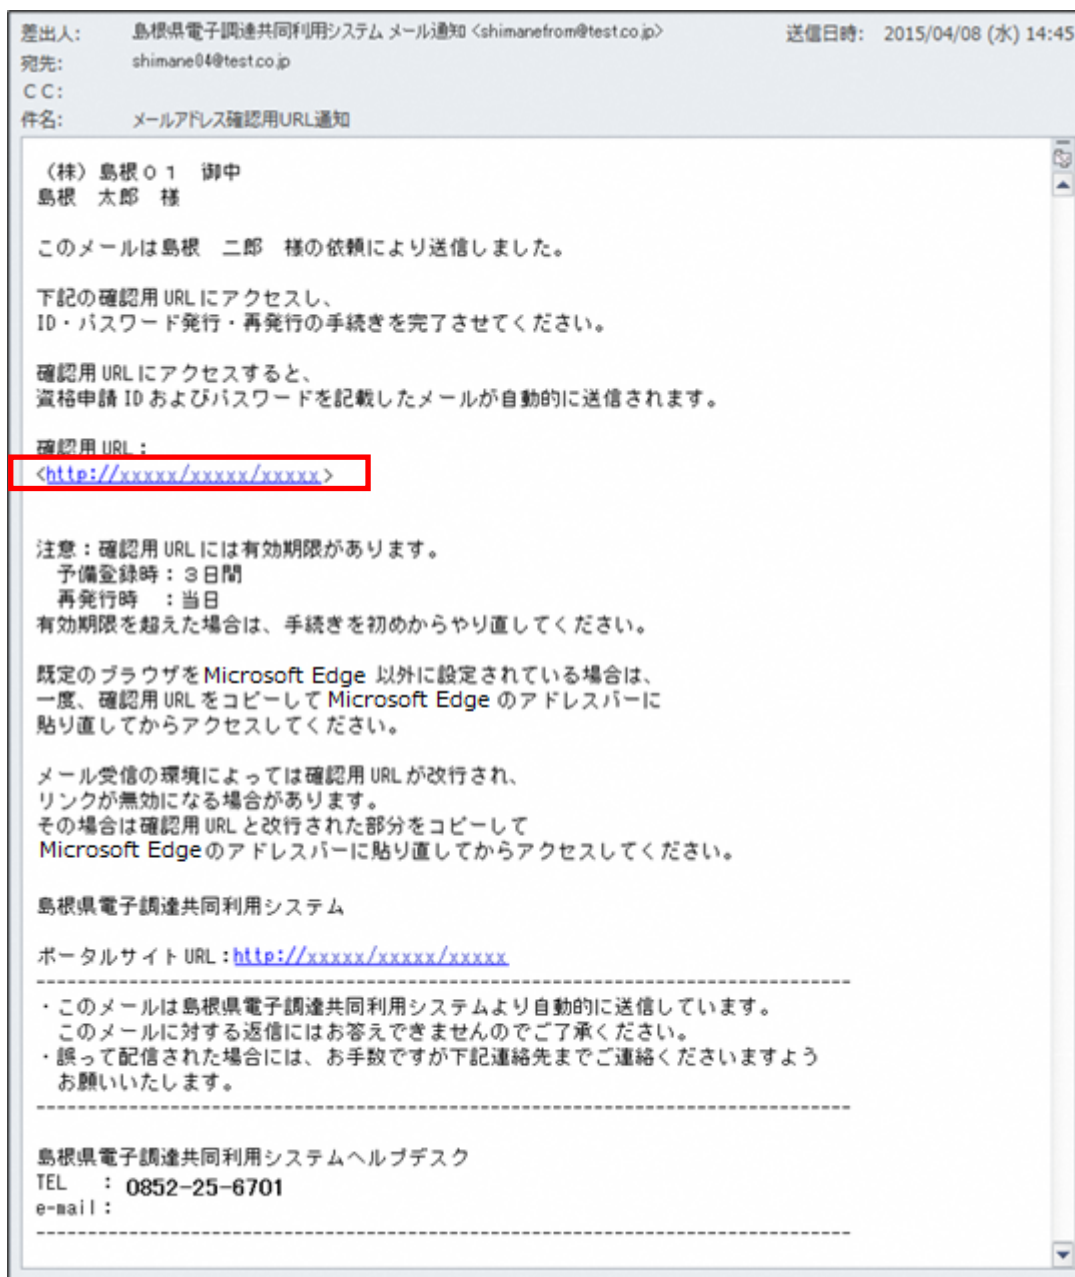 差出人: 島根県電子調達共同利用システム メール通知 <shimanefrom@test.co.jp> 送信日時: 2015/04/08 (水) 14:45
宛先: shimane04@test.co.jp
CC:
件名: メールアドレス確認用URL通知
(株)島根01 御中
島根 太郎 様
このメールは島根 二郎 様の依頼により送信しました。
下記の確認用URLにアクセスし、
ID・パスワード発行・再発行の手続きを完了させてください。
確認用URLにアクセスすると、
資格申請IDおよびパスワードを記載したメールが自動的に送信されます。
確認用URL:
<http://xxxxx/xxxxx/xxxxx>
注意:確認用URLには有効期限があります。
予備登録時:3日間
再発行時 :当日
有効期限を超えた場合は、手続きを初めからやり直してください。
既定のブラウザをMicrosoft Edge 以外に設定されている場合は、
一度、確認用URLをコピーしてMicrosoft Edge のアドレスバーに
貼り直してからアクセスしてください。
メール受信の環境によっては確認用URLが改行され、
リンクが無効になる場合があります。
その場合は確認用URLと改行された部分をコピーして
Microsoft Edgeのアドレスバーに貼り直してからアクセスしてください。
島根県電子調達共同利用システム
ポータルサイトURL:http://xxxxx/xxxxx/xxxxx
--------------------------------------------------------------------------------
・このメールは島根県電子調達共同利用システムより自動的に送信しています。
このメールに対する返信にはお答えできませんのでご了承ください。
・誤って配信された場合には、お手数ですが下記連絡先までご連絡くださいますよう
お願いいたします。
--------------------------------------------------------------------------------
島根県電子調達共同利用システムヘルプデスク
TEL : 0852-25-6701
e-mail:
--------------------------------------------------------------------------------